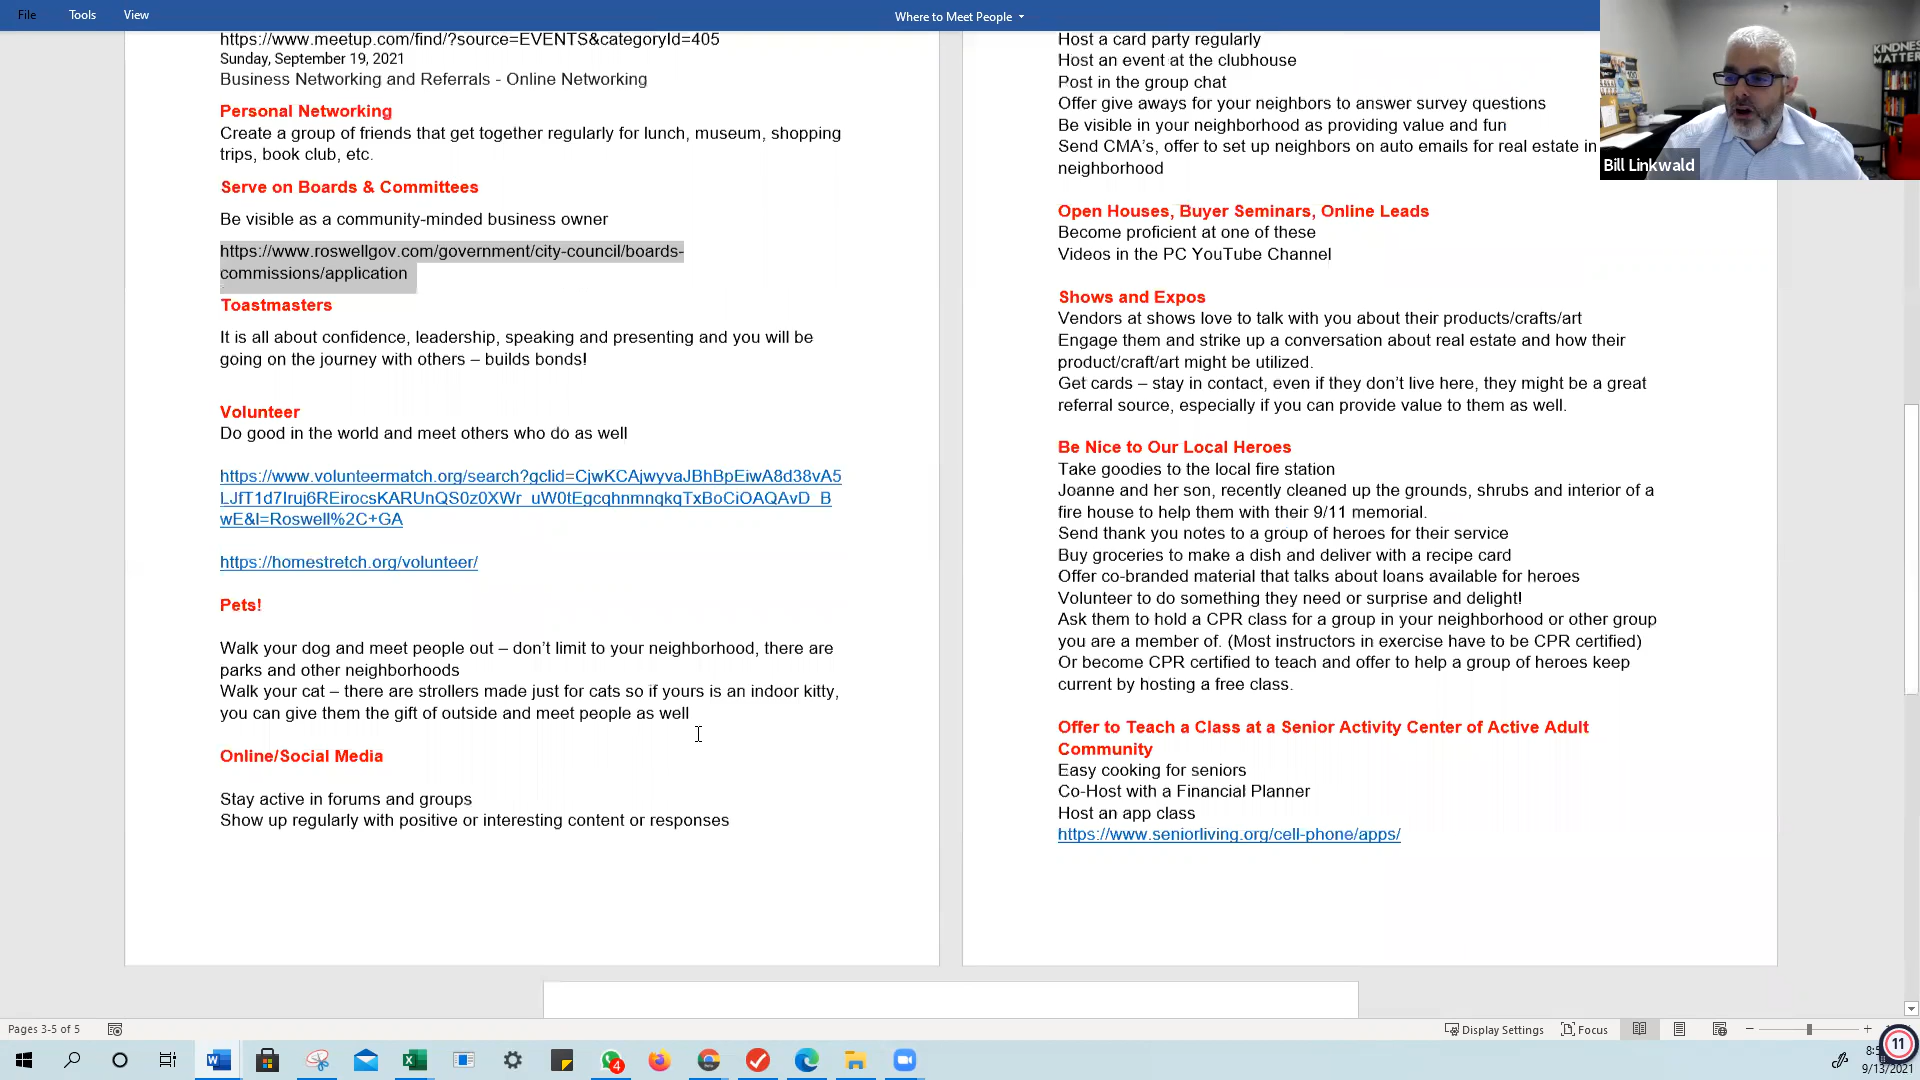 File Tools View
Where to Meet People
https://www.meetup.com/find/?source=EVENTS&categoryId=405
Sunday, September 19, 2021
Business Networking and Referrals - Online Networking
Personal Networking
Create a group of friends that get together regularly for lunch, museum, shopping
trips, book club, etc.
Serve on Boards & Committees
Be visible as a community-minded business owner
https://www.roswellgov.com/government/city-council/boards-
commissions/application
Toastmasters
It is all about confidence, leadership, speaking and presenting and you will be
going on the journey with others – builds bonds!
Volunteer
Do good in the world and meet others who do as well
https://www.volunteermatch.org/search?gclid=CjwKCAjwyvaJBhBpEiwA8d38vA5
LJfT1d7Iruj6REirocsKARUnQS0z0XWr_uW0tEgcqhnmnqkqTxBoCiOAQAvD_B
wE&l=Roswell%2C+GA
https://homestretch.org/volunteer/
Pets!
Walk your dog and meet people out – don't limit to your neighborhood, there are
parks and other neighborhoods
Walk your cat – there are strollers made just for cats so if yours is an indoor kitty,
you can give them the gift of outside and meet people as well
Online/Social Media
Stay active in forums and groups
Show up regularly with positive or interesting content or responses
Host a card party regularly
Host an event at the clubhouse
Post in the group chat
Offer give aways for your neighbors to answer survey questions
Be visible in your neighborhood as providing value and fun
Send CMA's, offer to set up neighbors on auto emails for real estate in
neighborhood
Open Houses, Buyer Seminars, Online Leads
Become proficient at one of these
Videos in the PC YouTube Channel
Shows and Expos
Vendors at shows love to talk with you about their products/crafts/art
Engage them and strike up a conversation about real estate and how their
product/craft/art might be utilized.
Get cards – stay in contact, even if they don't live here, they might be a great
referral source, especially if you can provide value to them as well.
Be Nice to Our Local Heroes
Take goodies to the local fire station
Joanne and her son, recently cleaned up the grounds, shrubs and interior of a
fire house to help them with their 9/11 memorial.
Send thank you notes to a group of heroes for their service
Buy groceries to make a dish and deliver with a recipe card
Offer co-branded material that talks about loans available for heroes
Volunteer to do something they need or surprise and delight!
Ask them to hold a CPR class for a group in your neighborhood or other group
you are a member of. (Most instructors in exercise have to be CPR certified)
Or become CPR certified to teach and offer to help a group of heroes keep
current by hosting a free class.
Offer to Teach a Class at a Senior Activity Center of Active Adult
Community
Easy cooking for seniors
Co-Host with a Financial Planner
Host an app class
https://www.seniorliving.org/cell-phone/apps/
KINDNESS
MATTER
Bill Linkwald
Pages 3-5 of 5
Display Settings
Focus
4
11
9/13/2021